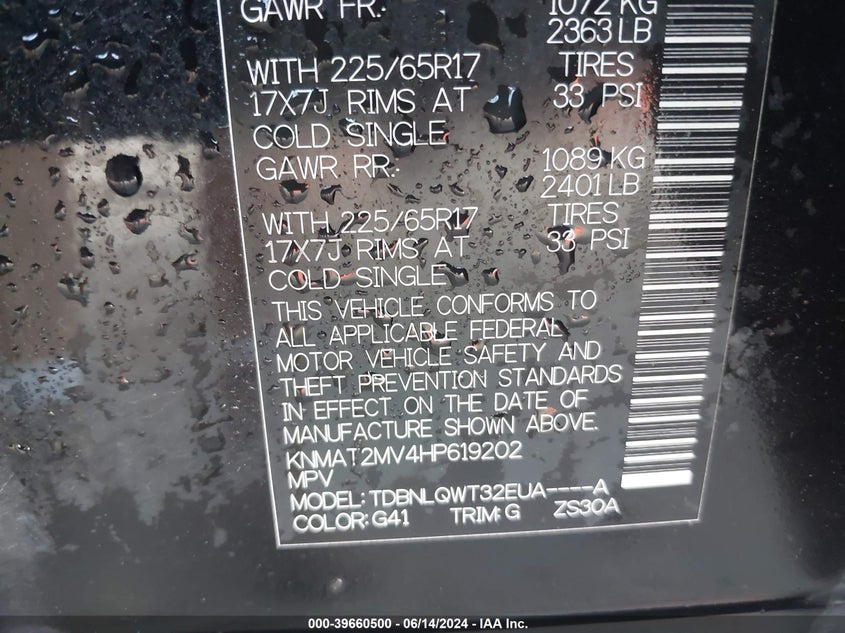 GAWR FR.: 1072 KG
2363 LB
WITH 225/65R17 TIRES
17X7J RIMS AT 33 PSI
COLD SINGLE
GAWR RR.: 1089 KG
2401 LB
WITH 225/65R17 TIRES
17X7J RIMS AT 33 PSI
COLD SINGLE
THIS VEHICLE CONFORMS TO
ALL APPLICABLE FEDERAL
MOTOR VEHICLE SAFETY AND
THEFT PREVENTION STANDARDS
IN EFFECT ON THE DATE OF
MANUFACTURE SHOWN ABOVE.
KNMAT2MV4HP619202
MPV
MODEL: TDBNLQWT32EUA----A
COLOR: G41 TRIM: G ZS30A
000-39660500 - 06/14/2024 - IAA Inc.